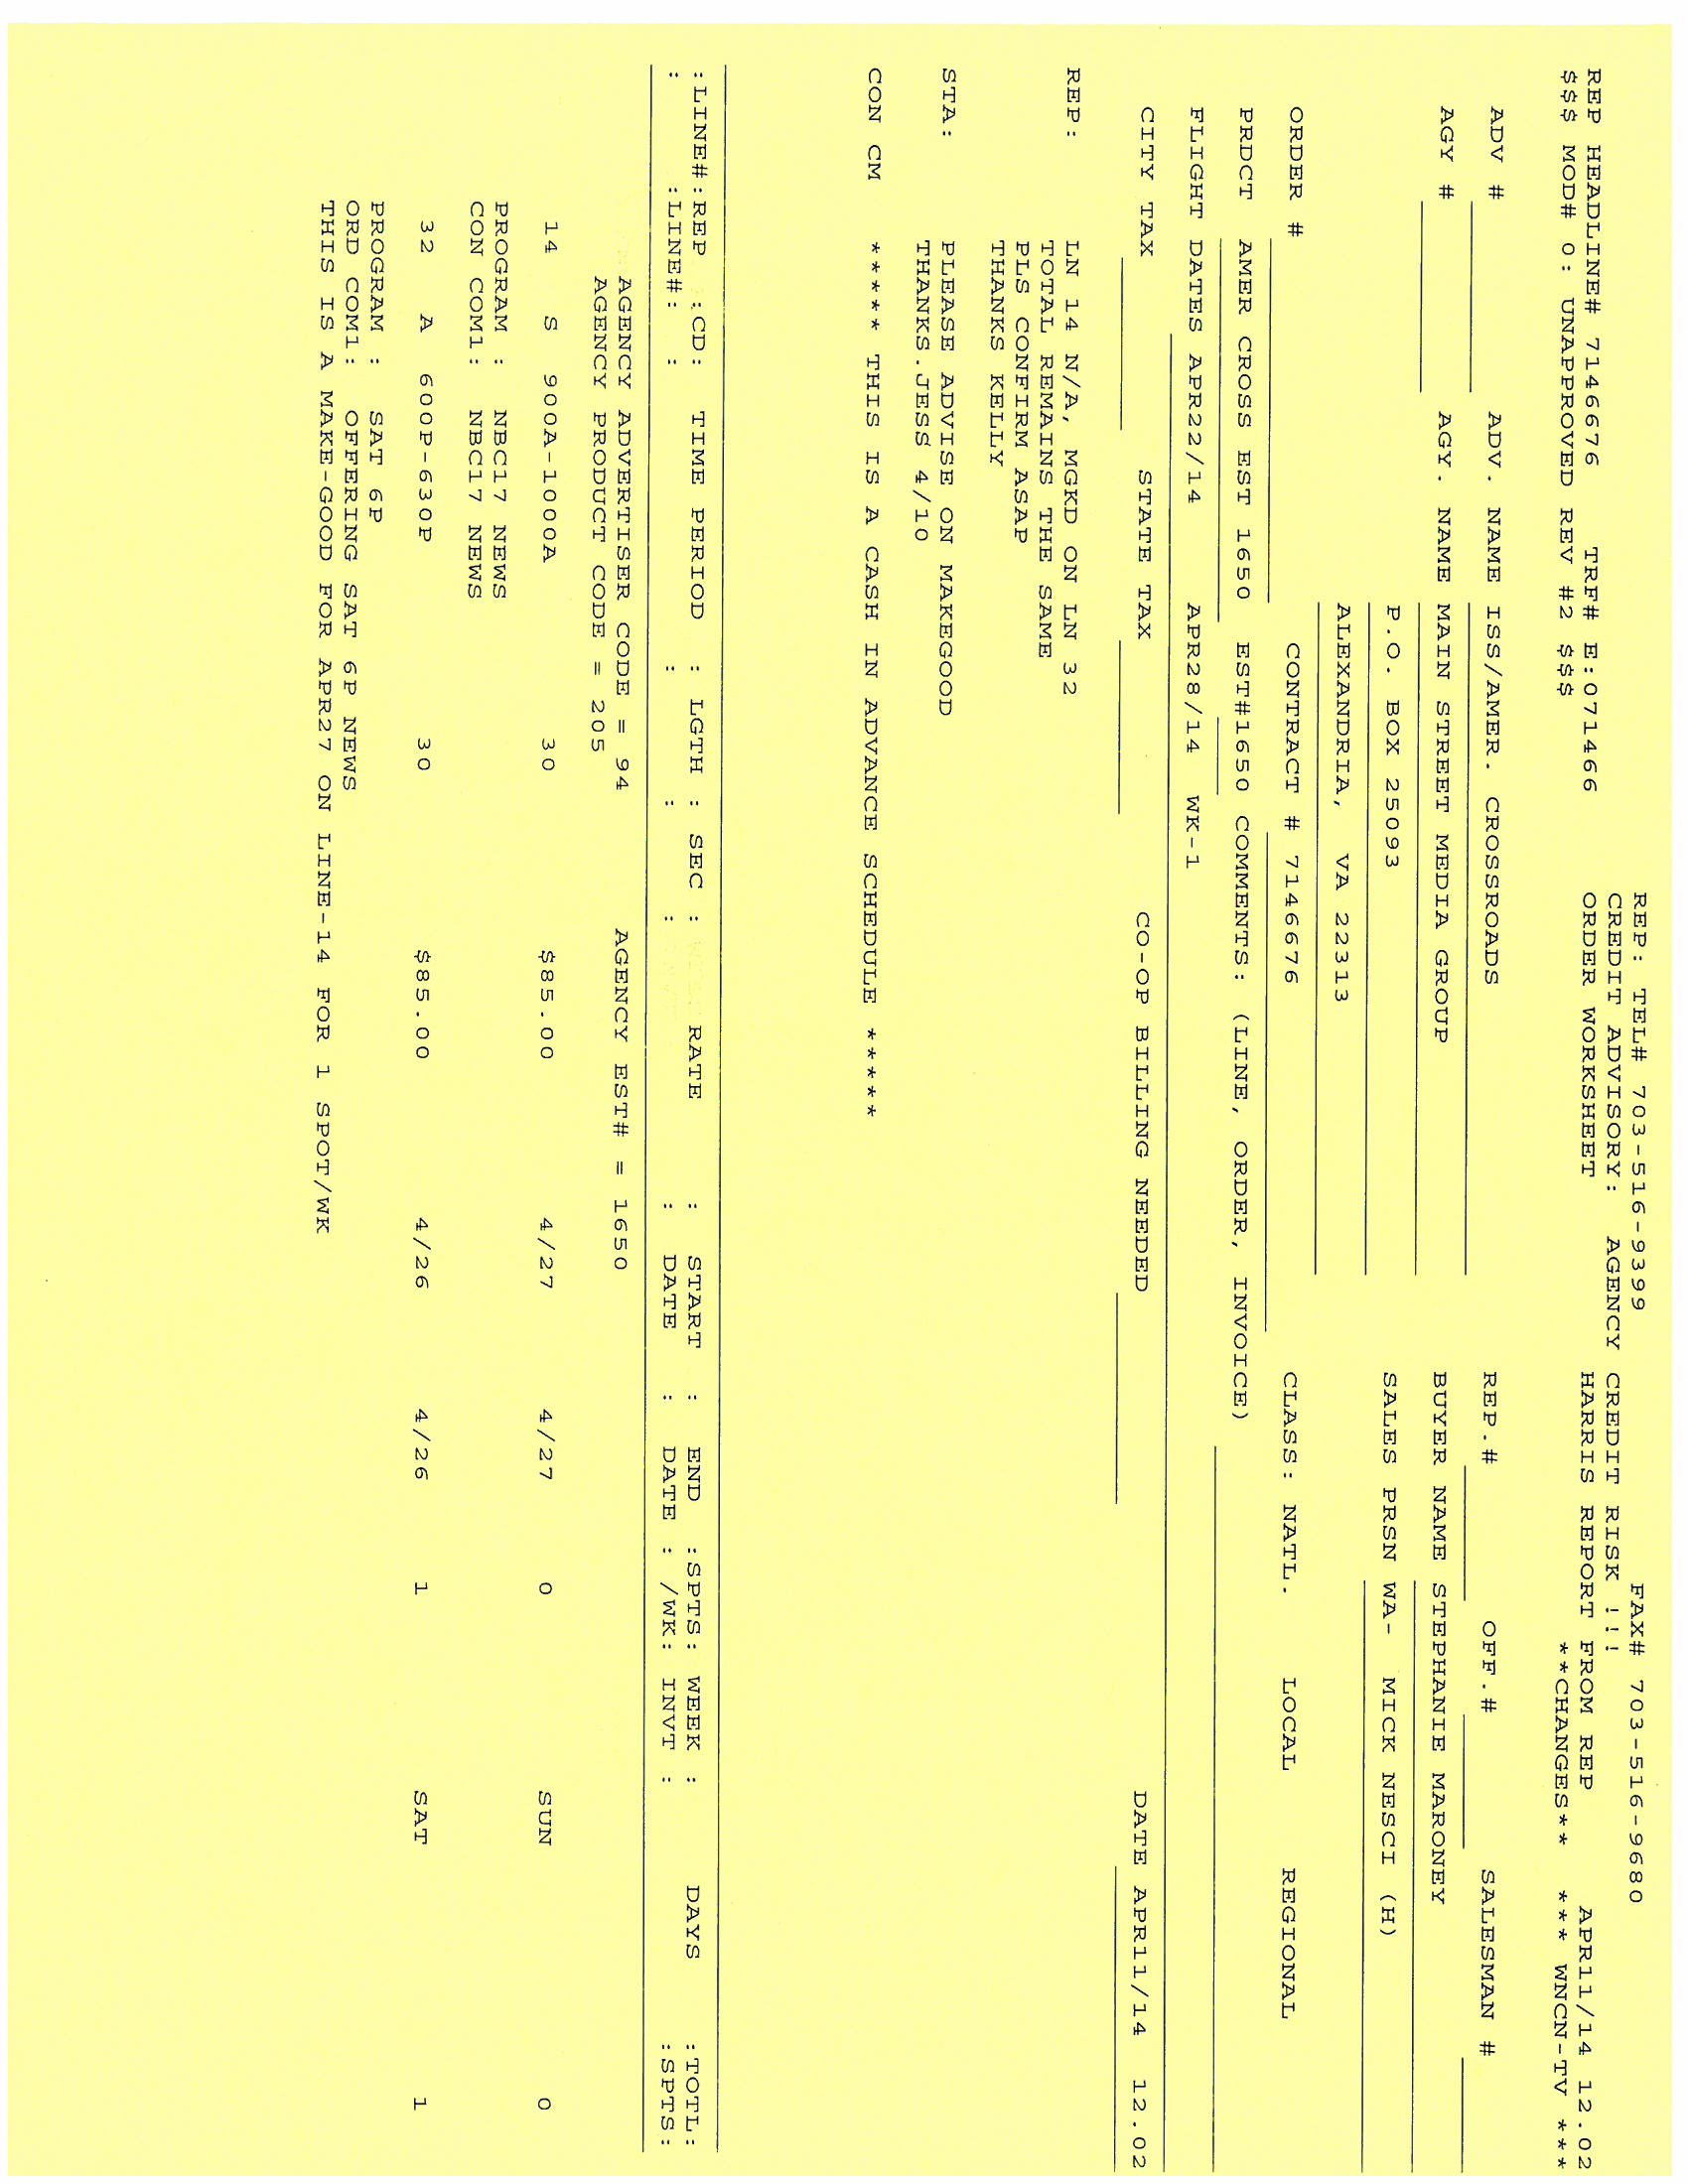 REP: TEL# 703-516-9399 FAX# 703-516-9680
CREDIT ADVISORY: AGENCY CREDIT RISK !!!
REP HEADLINE# 7146676 TRF# E:071466 ORDER WORKSHEET HARRIS REPORT FROM REP APR11/14 12.02
$$$ MOD# 0: UNAPPROVED REV #2 $$$ **CHANGES** *** WNCN-TV ***
ADV # ADV. NAME ISS/AMER. CROSSROADS REP.# OFF.# SALESMAN #
AGY # AGY. NAME MAIN STREET MEDIA GROUP BUYER NAME STEPHANIE MARONEY
P.O. BOX 25093 SALES PRSN WA- MICK NESCI (H)
ALEXANDRIA, VA 22313
ORDER # CONTRACT # 7146676 CLASS: NATL. LOCAL REGIONAL
PRDCT AMER CROSS EST 1650 EST#1650 COMMENTS: (LINE, ORDER, INVOICE)
FLIGHT DATES APR22/14 APR28/14 WK-1
CITY TAX STATE TAX CO-OP BILLING NEEDED DATE APR11/14 12.02
REP: LN 14 N/A, MGKD ON LN 32
TOTAL REMAINS THE SAME
PLS CONFIRM ASAP
THANKS KELLY
STA: PLEASE ADVISE ON MAKEGOOD
THANKS.JESS 4/10
CON CM ***** THIS IS A CASH IN ADVANCE SCHEDULE *****
:LINE#:REP :CD: TIME PERIOD : LGTH : SEC : RATE : START : END :SPTS: WEEK : DAYS :TOTL:
: :LINE#: : : : : : DATE : DATE : /WK: INVT : :SPTS:
AGENCY ADVERTISER CODE = 94 AGENCY EST# = 1650
AGENCY PRODUCT CODE = 205
14 S 900A-1000A 30 $85.00 4/27 4/27 0 SUN 0
PROGRAM : NBC17 NEWS
CON COM1: NBC17 NEWS
32 A 600P-630P 30 $85.00 4/26 4/26 1 SAT 1
PROGRAM : SAT 6P
ORD COM1: OFFERING SAT 6P NEWS
THIS IS A MAKE-GOOD FOR APR27 ON LINE-14 FOR 1 SPOT/WK